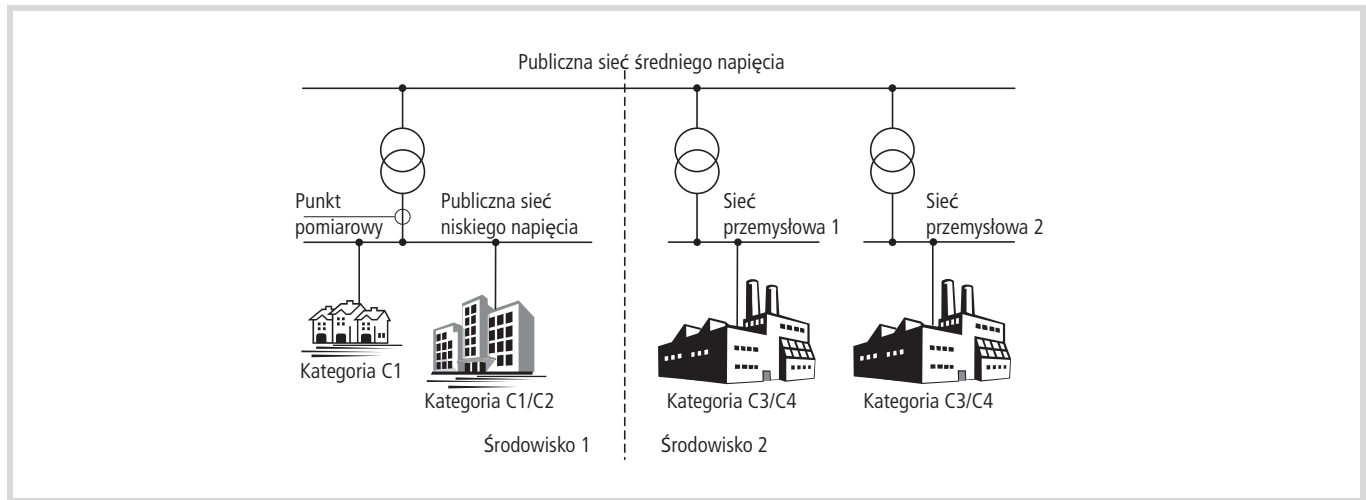 Publiczna sieć średniego napięcia
Punkt
pomiarowy
Publiczna sieć
niskiego napięcia
Sieć
przemysłowa 1
Sieć
przemysłowa 2
Kategoria C1
Kategoria C1/C2
Kategoria C3/C4
Kategoria C3/C4
Środowisko 1
Środowisko 2